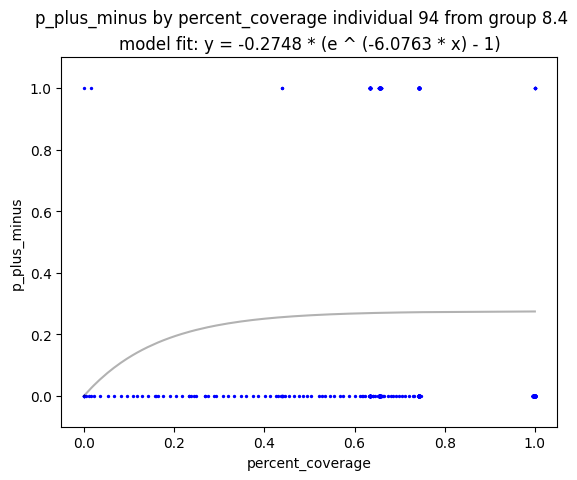 p_plus_minus by percent_coverage individual 94 from group 8.4
model fit: y = -0.2748 * (e ^ (-6.0763 * x) - 1)
1.0
0.8
0.6
0.4
0.2
0.0
p_plus_minus
0.0 0.2 0.4 0.6 0.8 1.0
percent_coverage